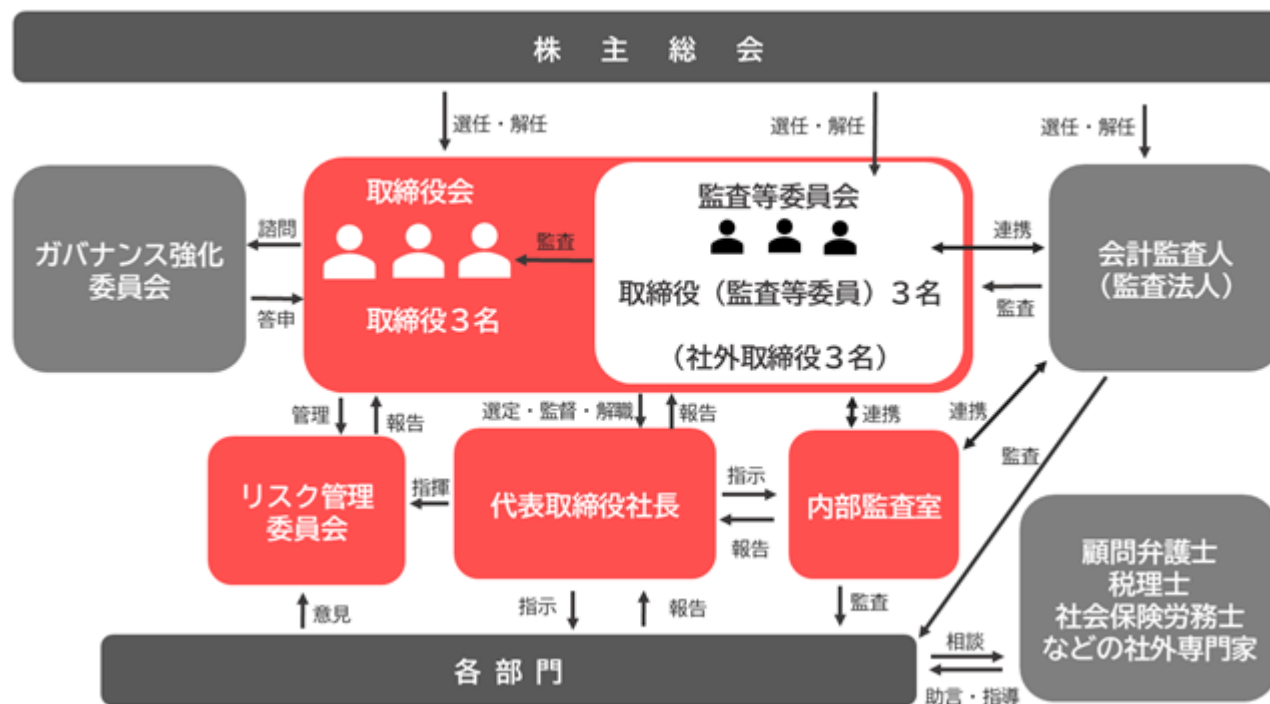 株主総会
選任・解任
選任・解任
選任・解任
ガバナンス強化
委員会
諮問
答申
取締役会
取締役３名
監査
監査等委員会
取締役（監査等委員）３名
（社外取締役３名）
連携
監査
会計監査人
（監査法人）
管理
報告
選定・監督・解職
報告
連携
連携
監査
リスク管理
委員会
指揮
代表取締役社長
指示
報告
内部監査室
意見
指示
報告
監査
各部門
相談
助言・指導
顧問弁護士
税理士
社会保険労務士
などの社外専門家